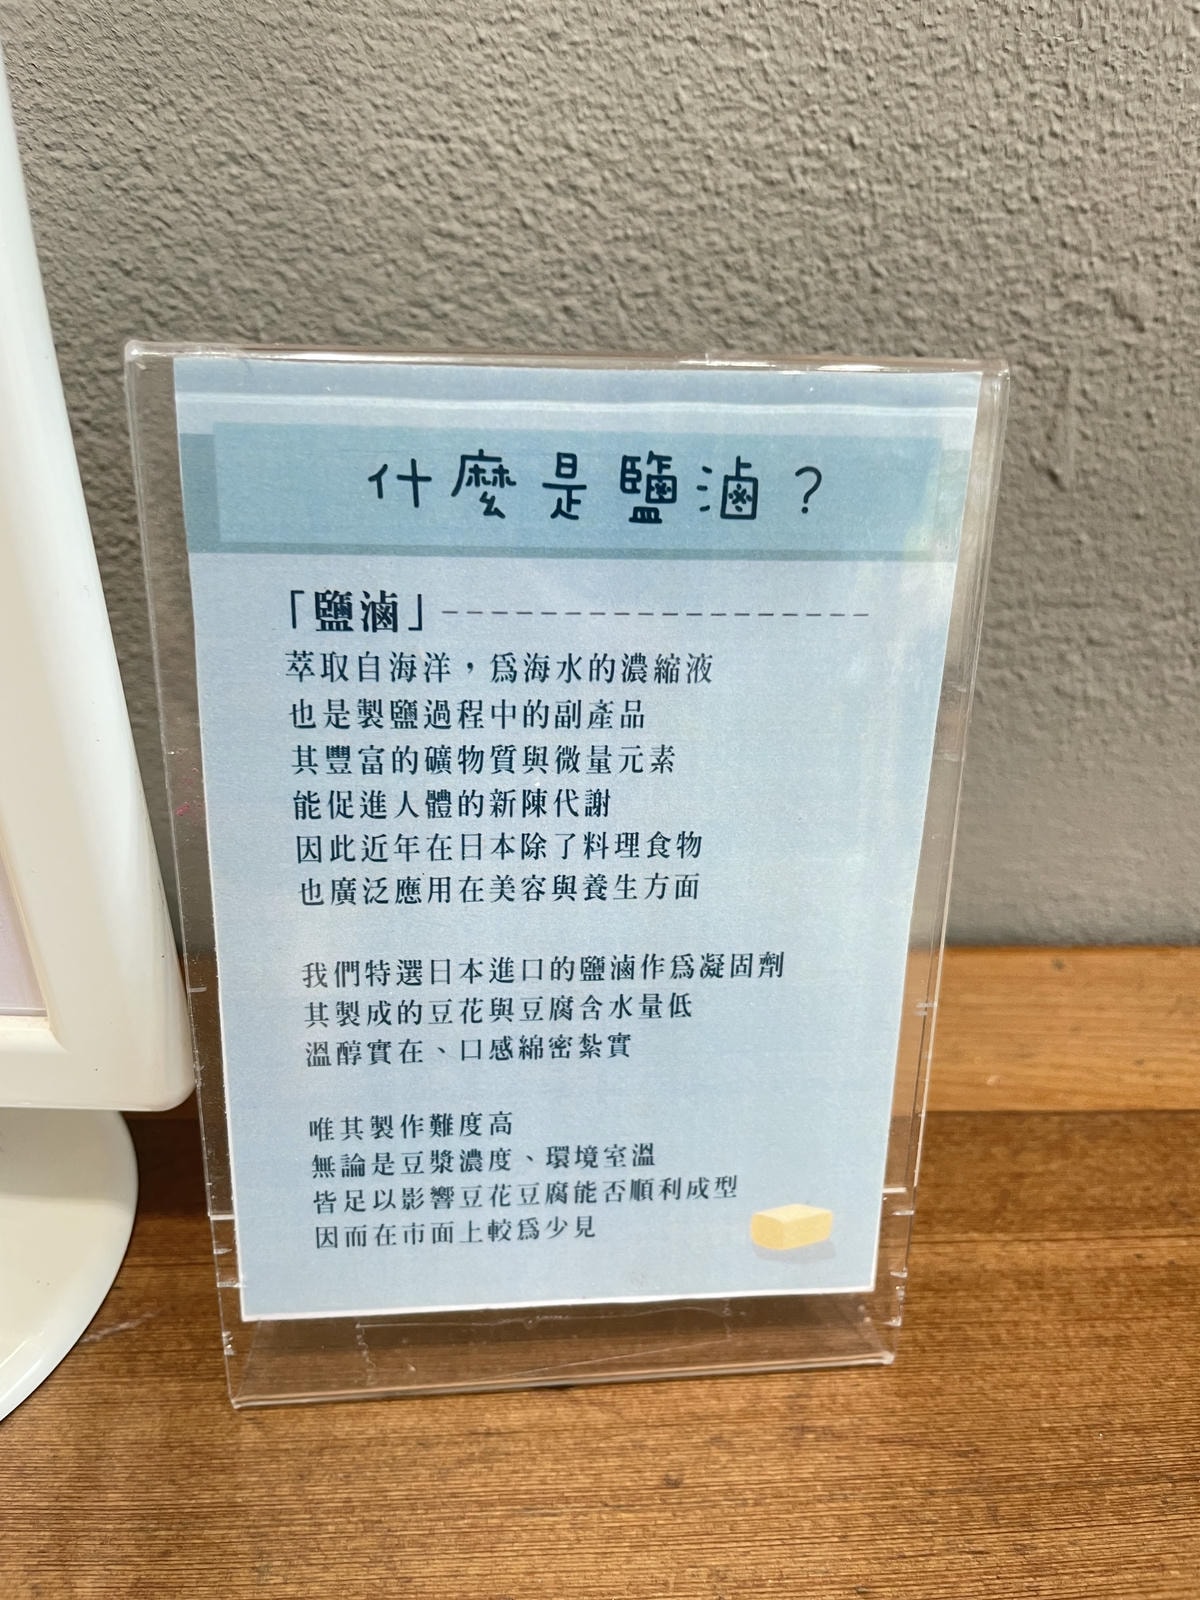 什麼是鹽滷？
「鹽滷」
萃取自海洋，為海水的濃縮液
也是製鹽過程中的副產品
其豐富的礦物質與微量元素
能促進人體的新陳代謝
因此近年在日本除了料理食物
也廣泛應用在美容與養生方面
我們特選日本進口的鹽滷作為凝固劑
其製成的豆花與豆腐含水量低
溫醇實在、口感綿密紮實
唯其製作難度高
無論是豆漿濃度、環境室溫
皆足以影響豆花豆腐能否順利成型
因而在市面上較為少見